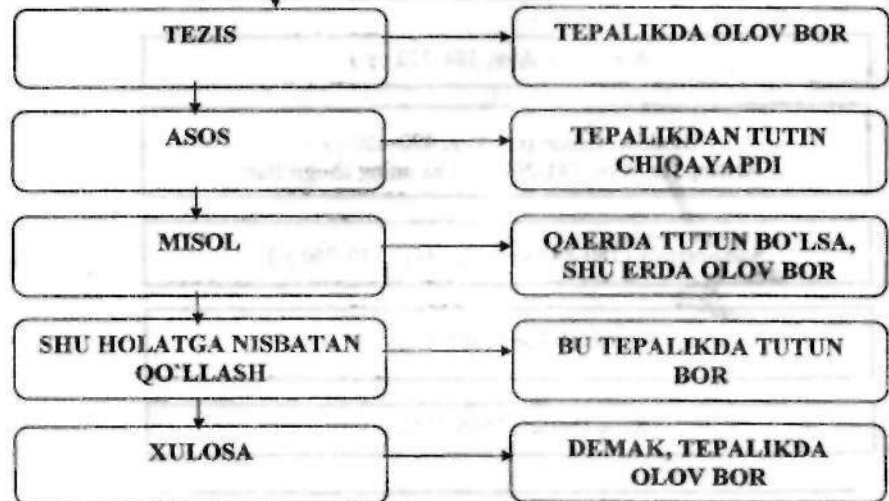 TEZIS
TEPALIKDA OLOV BOR
ASOS
TEPALIKDAN TUTIN
CHIQAYAPDI
MISOL
QAERDA TUTUN BO`LSA,
SHU ERDA OLOV BOR
SHU HOLATGA NISBATAN
QO`LLASH
BU TEPALIKDA TUTUN
BOR
XULOSA
DEMAK, TEPALIKDA
OLOV BOR